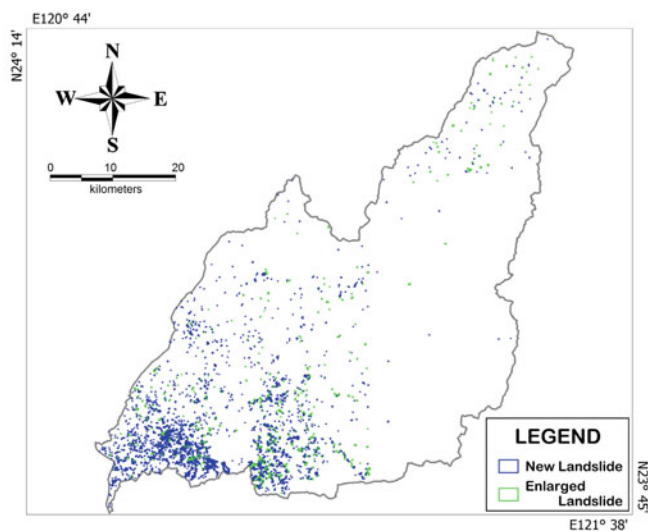 E120° 44'
N24° 14'
N
W E
S
0 10 20
kilometers
LEGEND
New Landslide
Enlarged
Landslide
N23° 45'
E121° 38'